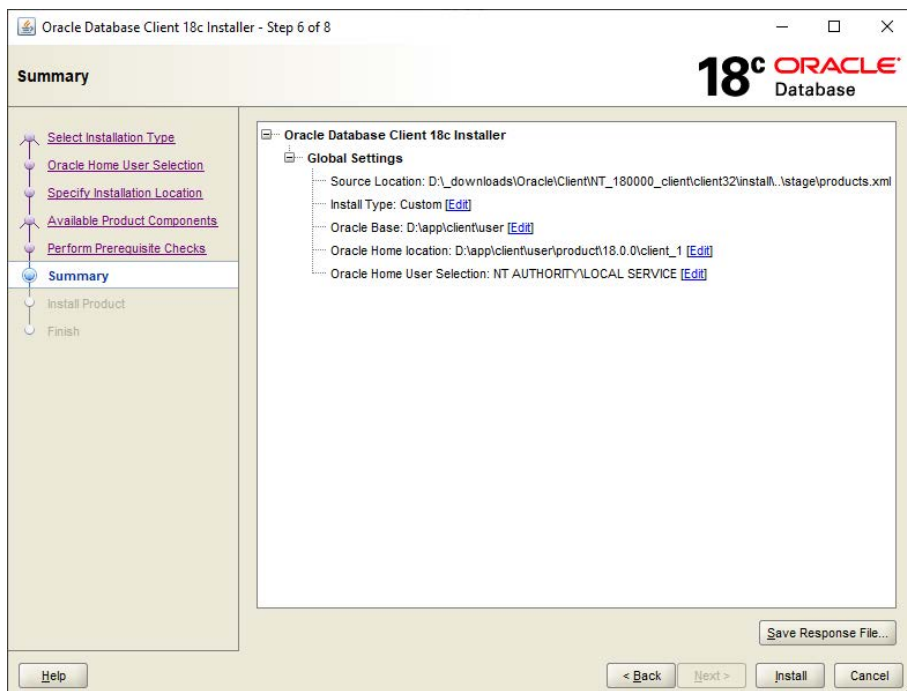 Oracle Database Client 18c Installer - Step 6 of 8
Summary
18c ORACLE
Database
Select Installation Type
Oracle Home User Selection
Specify Installation Location
Available Product Components
Perform Prerequisite Checks
Summary
Install Product
Finish
Oracle Database Client 18c Installer
Global Settings
Source Location: D:\_downloads\Oracle\Client\NT_180000_client\client32\install\..\stage\products.xml
Install Type: Custom [Edit]
Oracle Base: D:\app\client\user [Edit]
Oracle Home location: D:\app\client\user\product\18.0.0\client_1 [Edit]
Oracle Home User Selection: NT AUTHORITY\LOCAL SERVICE [Edit]
Save Response File...
Help
< Back
Next >
Install
Cancel